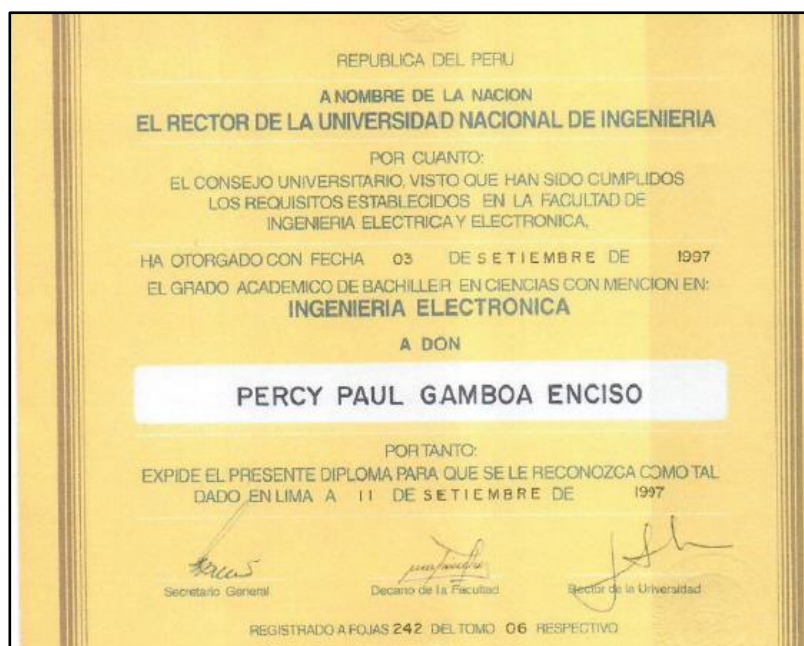 REPUBLICA DEL PERU
A NOMBRE DE LA NACION
EL RECTOR DE LA UNIVERSIDAD NACIONAL DE INGENIERIA
POR CUANTO:
EL CONSEJO UNIVERSITARIO, VISTO QUE HAN SIDO CUMPLIDOS
LOS REQUISITOS ESTABLECIDOS EN LA FACULTAD DE
INGENIERIA ELECTRICA Y ELECTRONICA,
HA OTORGADO CON FECHA 03 DE SETIEMBRE DE 1997
EL GRADO ACADEMICO DE BACHILLER EN CIENCIAS CON MENCION EN:
INGENIERIA ELECTRONICA
A DON
PERCY PAUL GAMBOA ENCISO
POR TANTO:
EXPIDE EL PRESENTE DIPLOMA PARA QUE SE LE RECONOZCA COMO TAL
DADO EN LIMA A 11 DE SETIEMBRE DE 1997
Secretario General Decano de la Facultad Rector de la Universidad
REGISTRADO A FOJAS 242 DEL TOMO 06 RESPECTIVO